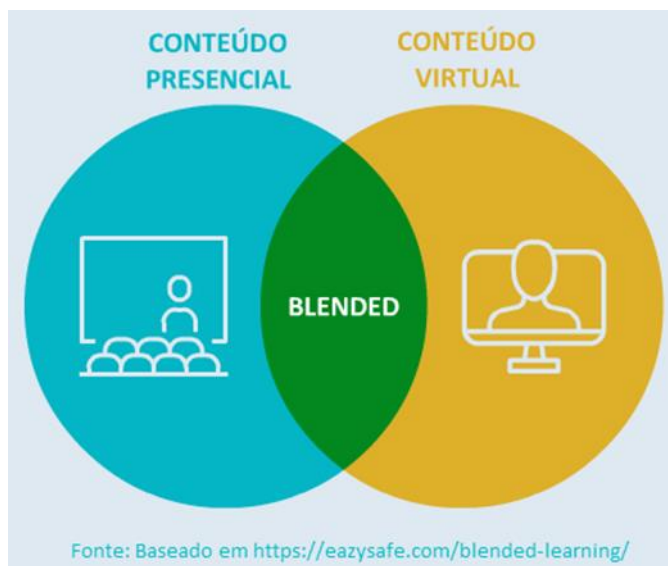 CONTEÚDO
PRESENCIAL
CONTEÚDO
VIRTUAL
BLENDED
Fonte: Baseado em https://eazysafe.com/blended-learning/